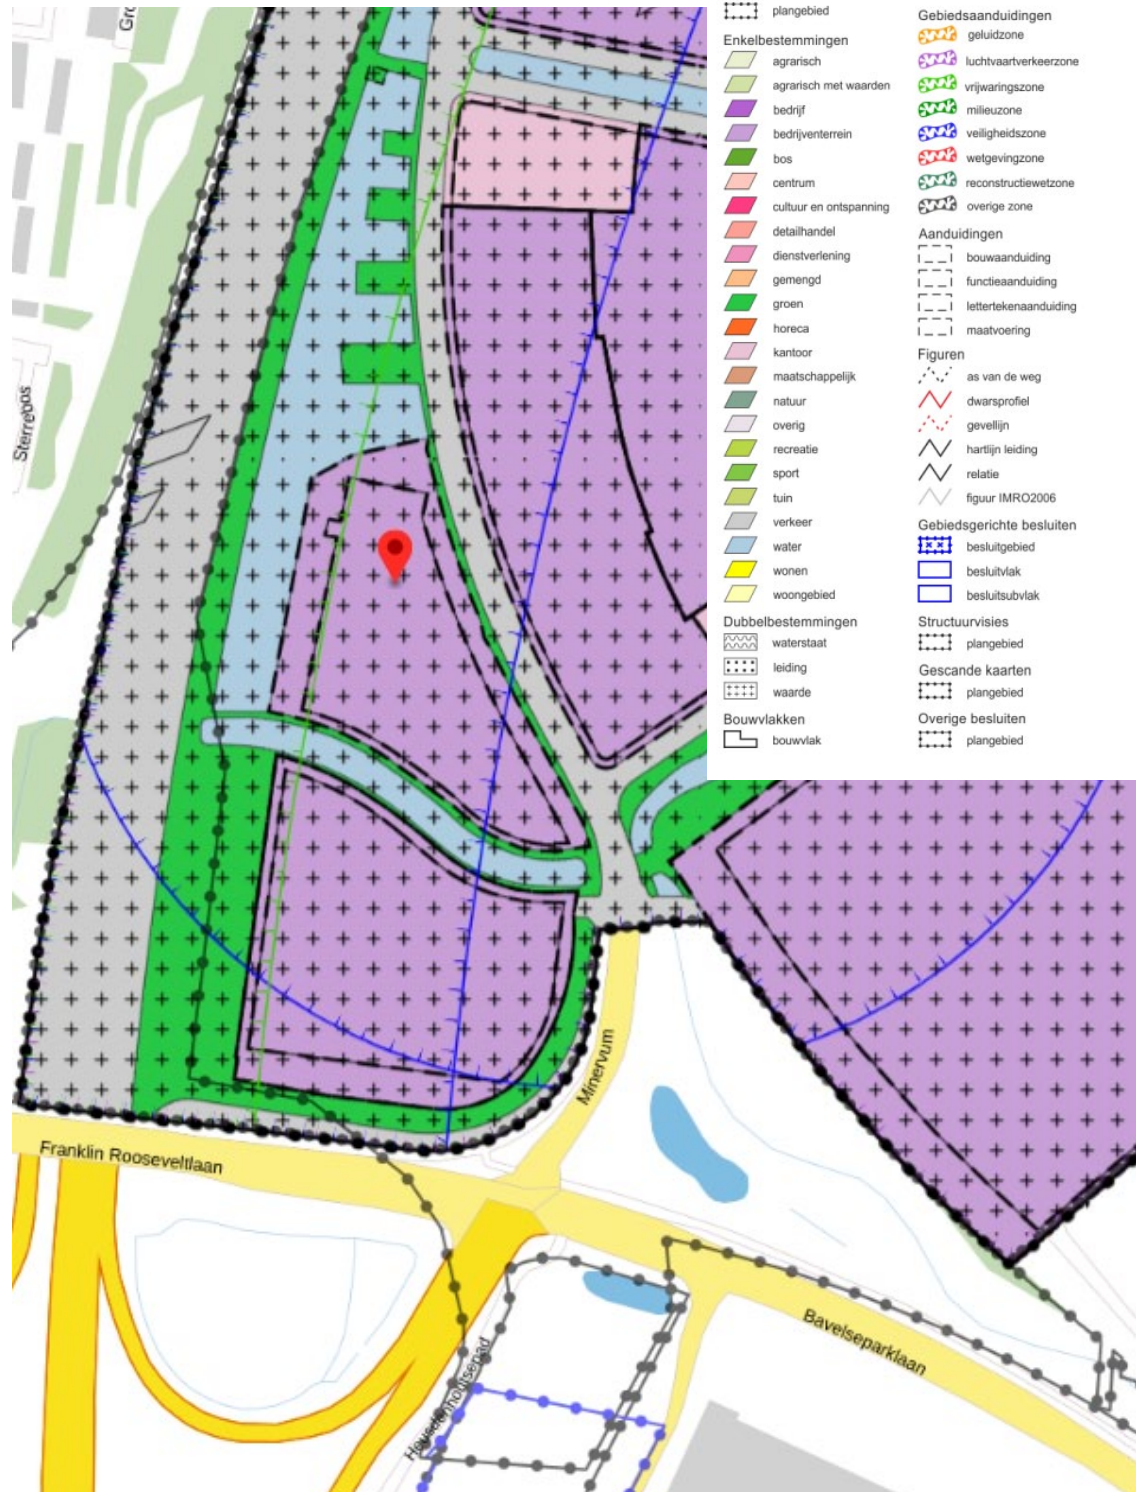 Gro
Sterrebos
Minervum
Franklin Rooseveltlaan
Bavelseparklaan
Heusdenhoutsepad
plangebied
Enkelbestemmingen
agrarisch
agrarisch met waarden
bedrijf
bedrijventerrein
bos
centrum
cultuur en ontspanning
detailhandel
dienstverlening
gemengd
groen
horeca
kantoor
maatschappelijk
natuur
overig
recreatie
sport
tuin
verkeer
water
wonen
woongebied
Dubbelbestemmingen
waterstaat
leiding
waarde
Bouwvlakken
bouwvlak
Gebiedsaanduidingen
geluidzone
luchtvaartverkeerzone
vrijwaringszone
milieuzone
veiligheidszone
wetgevingzone
reconstructiewetzone
overige zone
Aanduidingen
bouwaanduiding
functieaanduiding
lettertekenaanduiding
maatvoering
Figuren
as van de weg
dwarsprofiel
gevellijn
hartlijn leiding
relatie
figuur IMRO2006
Gebiedsgerichte besluiten
besluitgebied
besluitvlak
besluitsubvlak
Structuurvisies
plangebied
Gescande kaarten
plangebied
Overige besluiten
plangebied